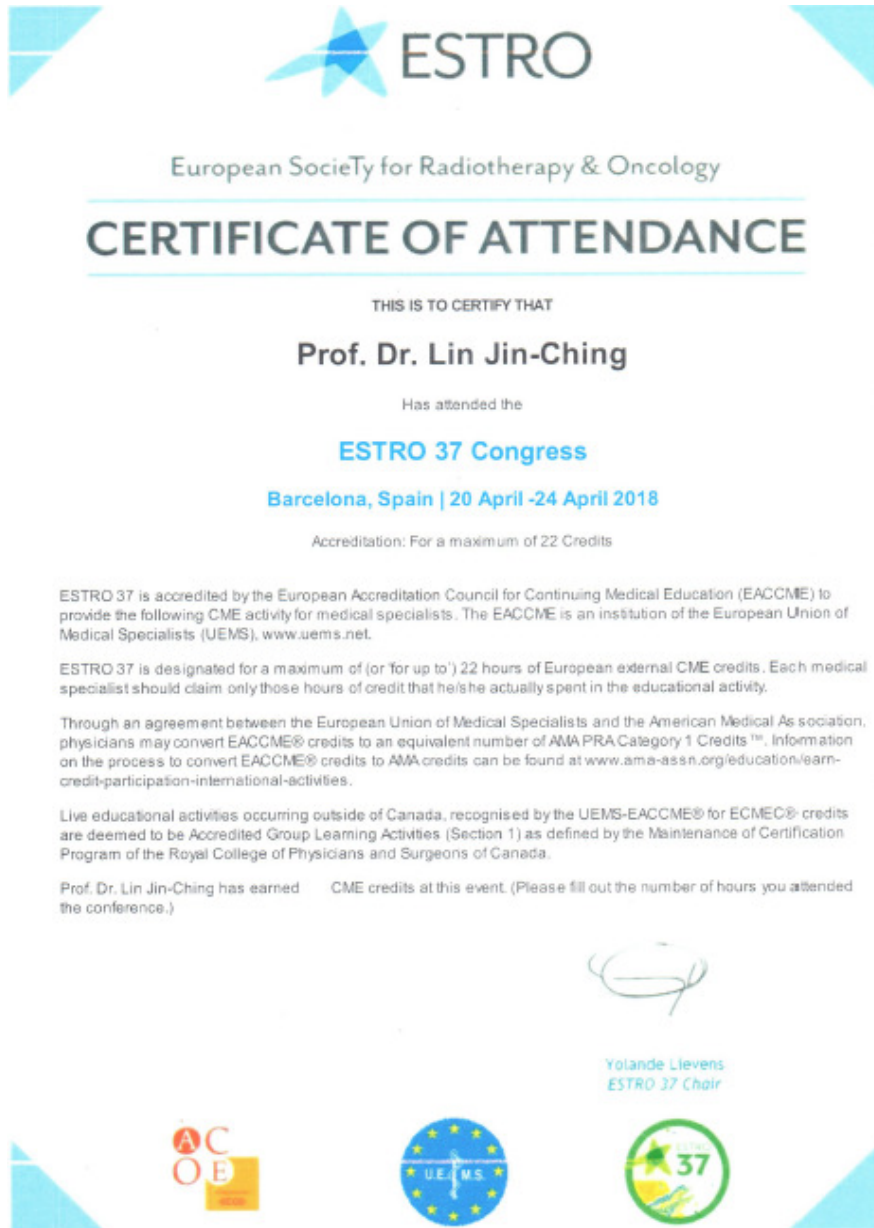 ESTRO
European SocieTy for Radiotherapy & Oncology
CERTIFICATE OF ATTENDANCE
THIS IS TO CERTIFY THAT
Prof. Dr. Lin Jin-Ching
Has attended the
ESTRO 37 Congress
Barcelona, Spain | 20 April -24 April 2018
Accreditation: For a maximum of 22 Credits
ESTRO 37 is accredited by the European Accreditation Council for Continuing Medical Education (EACCME) to
provide the following CME activity for medical specialists. The EACCME is an institution of the European Union of
Medical Specialists (UEMS), www.uems.net.
ESTRO 37 is designated for a maximum of (or 'for up to') 22 hours of European external CME credits. Each medical
specialist should claim only those hours of credit that he/she actually spent in the educational activity.
Through an agreement between the European Union of Medical Specialists and the American Medical Association,
physicians may convert EACCME® credits to an equivalent number of AMA PRA Category 1 Credits™. Information
on the process to convert EACCME® credits to AMA credits can be found at www.ama-assn.org/education/earn-
credit-participation-international-activities.
Live educational activities occurring outside of Canada, recognised by the UEMS-EACCME® for ECMEC® credits
are deemed to be Accredited Group Learning Activities (Section 1) as defined by the Maintenance of Certification
Program of the Royal College of Physicians and Surgeons of Canada.
Prof. Dr. Lin Jin-Ching has earned CME credits at this event. (Please fill out the number of hours you attended
the conference.)
Yolande Lievens
ESTRO 37 Chair
AC
OE
U.E.M.S.
ESTRO
37